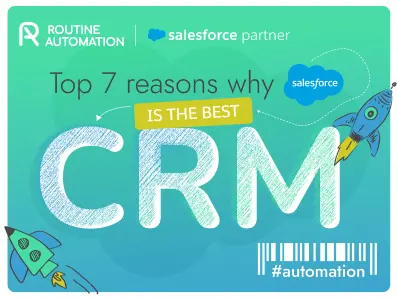 ROUTINE
AUTOMATION
salesforce partner
Top 7 reasons why salesforce
IS THE BEST
CRM
#automation